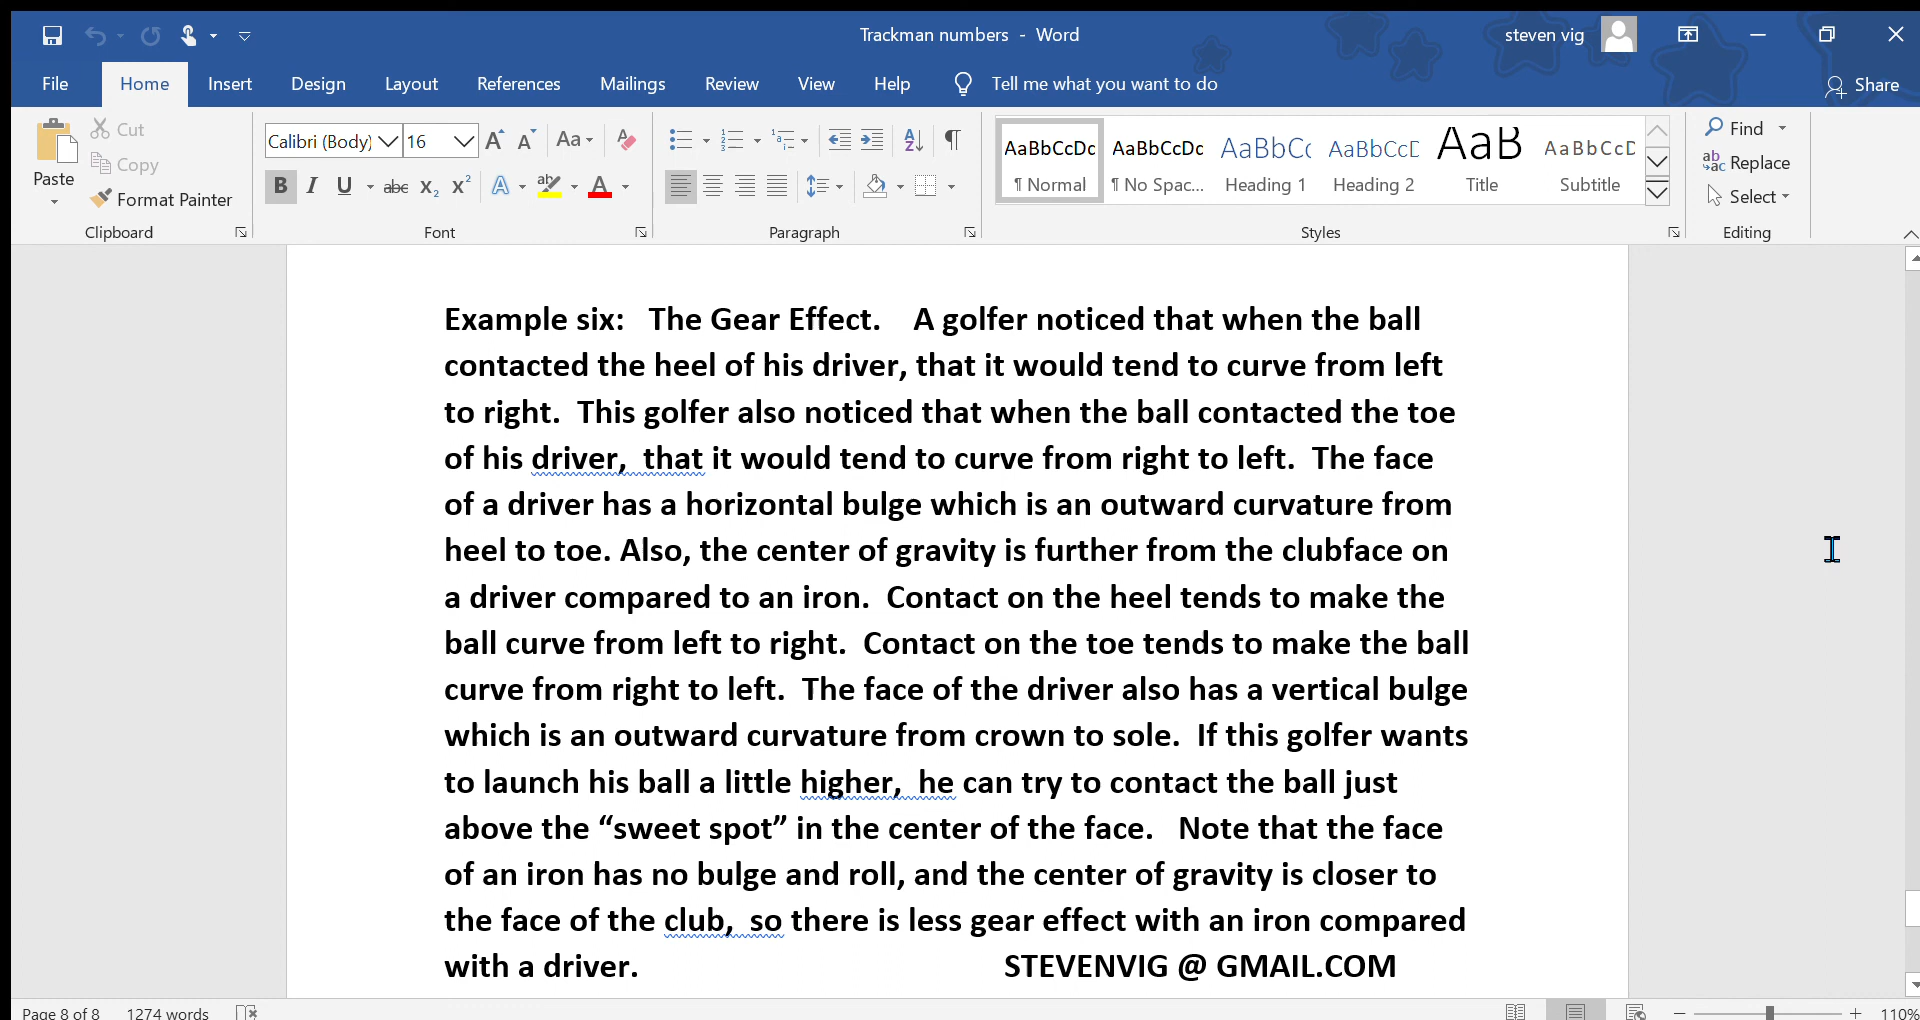 Trackman numbers - Word
steven vig
File Home Insert Design Layout References Mailings Review View Help Tell me what you want to do Share
Paste
Cut
Copy
Format Painter
Clipboard
Calibri (Body) 16
Font
Paragraph
AaBbCcDc AaBbCcDc AaBbC AaBbCcD AaB AaBbCcD
¶ Normal ¶ No Spac... Heading 1 Heading 2 Title Subtitle
Styles
Find
Replace
Select
Editing
Example six: The Gear Effect. A golfer noticed that when the ball
contacted the heel of his driver, that it would tend to curve from left
to right. This golfer also noticed that when the ball contacted the toe
of his driver, that it would tend to curve from right to left. The face
of a driver has a horizontal bulge which is an outward curvature from
heel to toe. Also, the center of gravity is further from the clubface on
a driver compared to an iron. Contact on the heel tends to make the
ball curve from left to right. Contact on the toe tends to make the ball
curve from right to left. The face of the driver also has a vertical bulge
which is an outward curvature from crown to sole. If this golfer wants
to launch his ball a little higher, he can try to contact the ball just
above the “sweet spot” in the center of the face. Note that the face
of an iron has no bulge and roll, and the center of gravity is closer to
the face of the club, so there is less gear effect with an iron compared
with a driver. STEVENVIG @ GMAIL.COM
Page 8 of 8 1274 words 110%